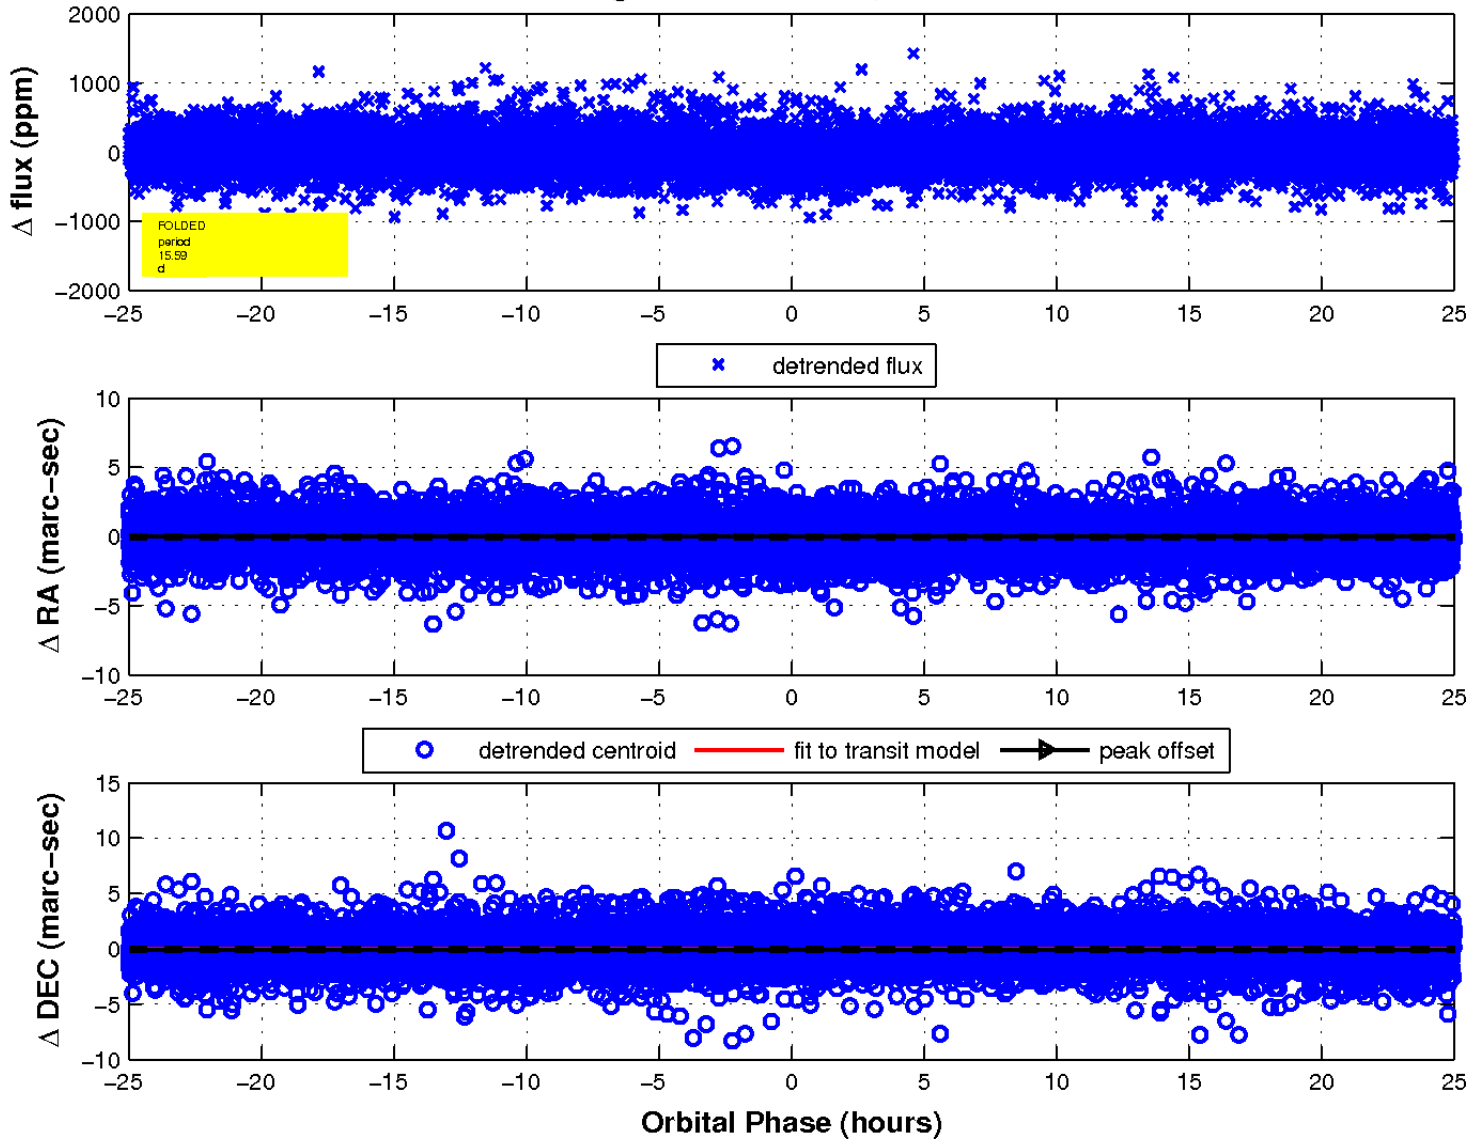 2000
1000
0
−1000
−2000
Δ flux (ppm)
FOLDED
period
15.59
d
−25 −20 −15 −10 −5 0 5 10 15 20 25
detrended flux
10
5
0
−5
−10
Δ RA (marc−sec)
−25 −20 −15 −10 −5 0 5 10 15 20 25
detrended centroid fit to transit model peak offset
15
10
5
0
−5
−10
Δ DEC (marc−sec)
−25 −20 −15 −10 −5 0 5 10 15 20 25
Orbital Phase (hours)